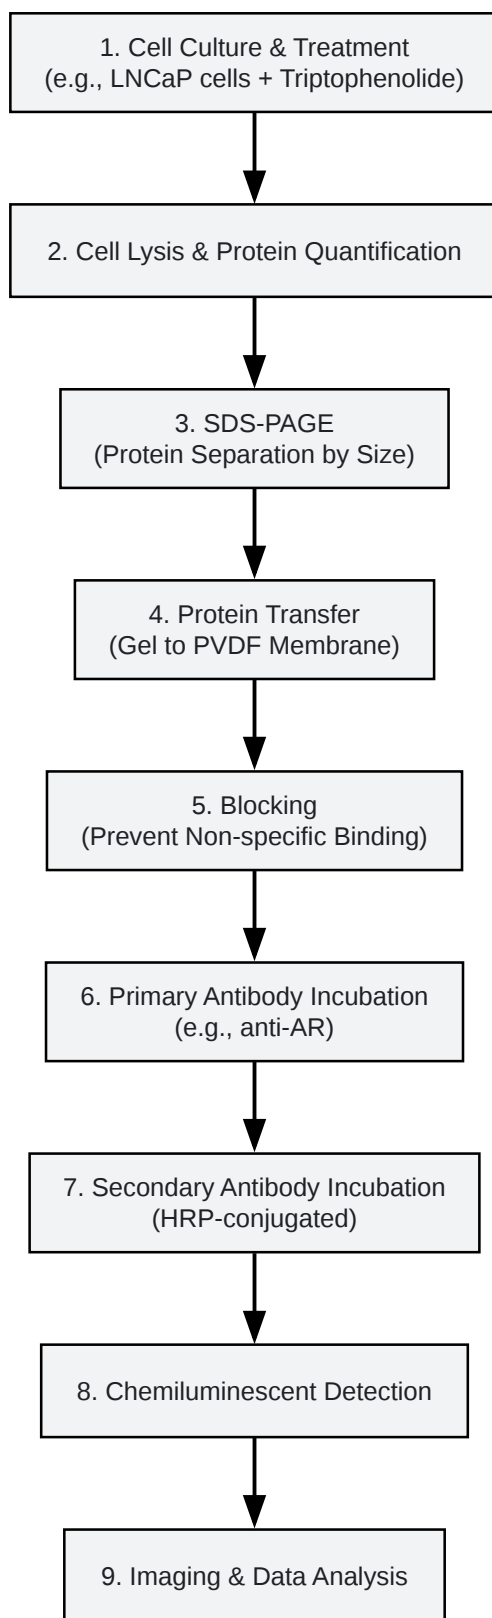 1. Cell Culture & Treatment
(e.g., LNCaP cells + Triptophenolide)
2. Cell Lysis & Protein Quantification
3. SDS-PAGE
(Protein Separation by Size)
4. Protein Transfer
(Gel to PVDF Membrane)
5. Blocking
(Prevent Non-specific Binding)
6. Primary Antibody Incubation
(e.g., anti-AR)
7. Secondary Antibody Incubation
(HRP-conjugated)
8. Chemiluminescent Detection
9. Imaging & Data Analysis